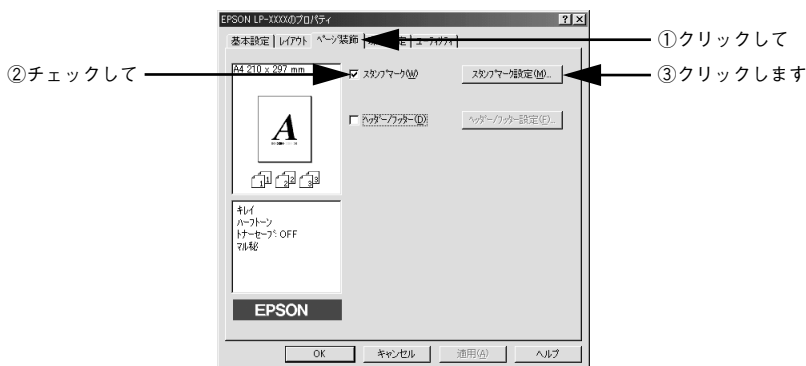 EPSON LP-XXXXのプロパティ
基本設定 レイアウト ページ装飾 ユーティリティ
①クリックして
②チェックして
A4 210 x 297 mm
スタンプマーク(W)
スタンプマーク設定(M)...
③クリックします
ヘッダー/フッター(D)
ヘッダー/フッター設定(F)...
A
1 1 2 2 3 3
キレイ
ハーフトーン
トナーセーブ: OFF
マル秘
EPSON
OK キャンセル 適用(A) ヘルプ